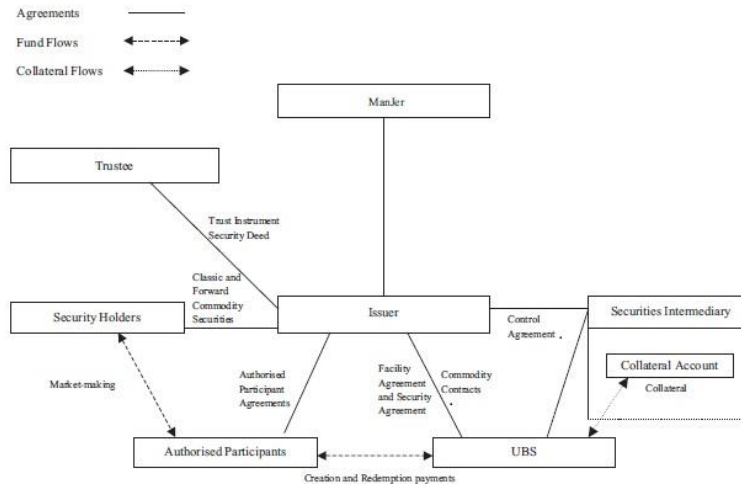 Agreements
Fund Flows
Collateral Flows
ManJer
Trustee
Trust Instrument
Security Deed
Classic and
Forward
Commodity
Securities
Security Holders
Issuer
Control
Agreement
Securities Intermediary
Collateral Account
Collateral
Market-making
Authorised
Participant
Agreements
Facility
Agreement
and Security
Agreement
Commodity
Contracts
Authorised Participants
UBS
Creation and Redemption payments